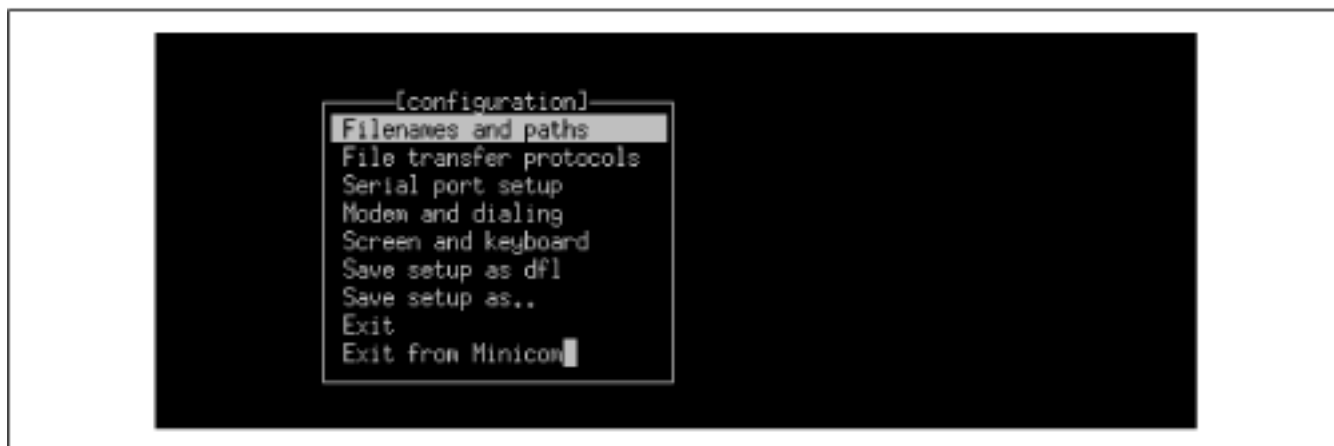 [configuration]
Filenames and paths
File transfer protocols
Serial port setup
Modem and dialing
Screen and keyboard
Save setup as dfl
Save setup as..
Exit
Exit from Minicom